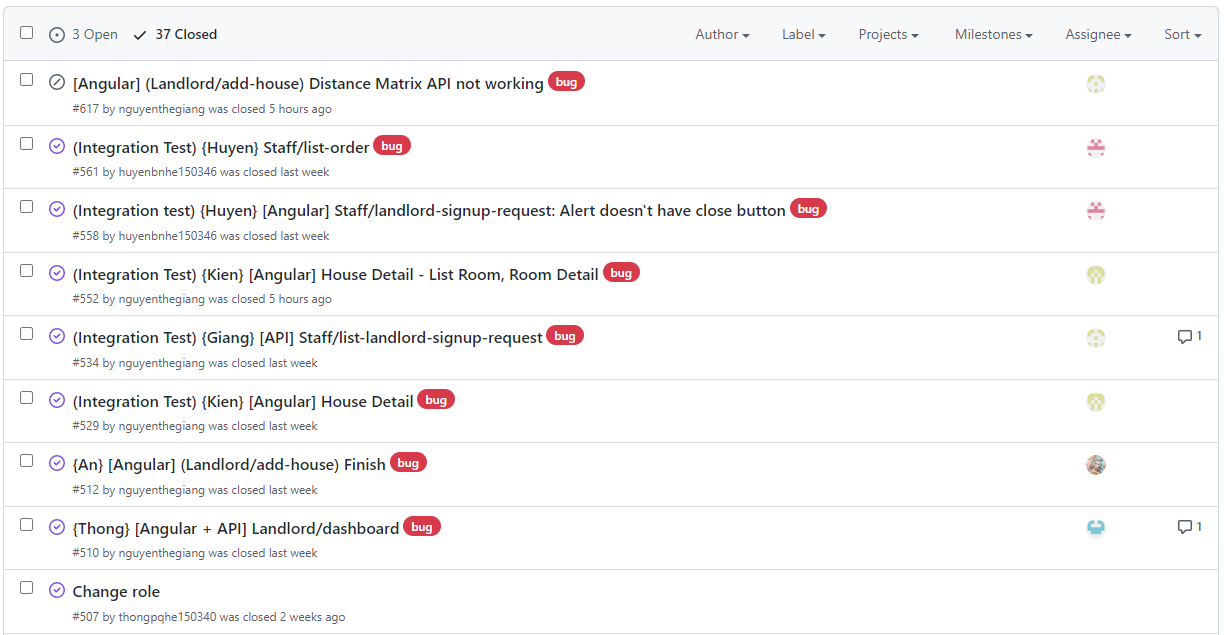 3 Open 37 Closed Author Label Projects Milestones Assignee Sort
[Angular] (Landlord/add-house) Distance Matrix API not working bug
#617 by nguyenthegiang was closed 5 hours ago
(Integration Test) {Huyen} Staff/list-order bug
#561 by huyenbnhe150346 was closed last week
(Integration test) {Huyen} [Angular] Staff/landlord-signup-request: Alert doesn't have close button bug
#558 by huyenbnhe150346 was closed last week
(Integration Test) {Kien} [Angular] House Detail - List Room, Room Detail bug
#552 by nguyenthegiang was closed 5 hours ago
(Integration Test) {Giang} [API] Staff/list-landlord-signup-request bug 1
#534 by nguyenthegiang was closed last week
(Integration Test) {Kien} [Angular] House Detail bug
#529 by nguyenthegiang was closed last week
{An} [Angular] (Landlord/add-house) Finish bug
#512 by nguyenthegiang was closed last week
{Thong} [Angular + API] Landlord/dashboard bug 1
#510 by nguyenthegiang was closed last week
Change role
#507 by thongpqhe150340 was closed 2 weeks ago